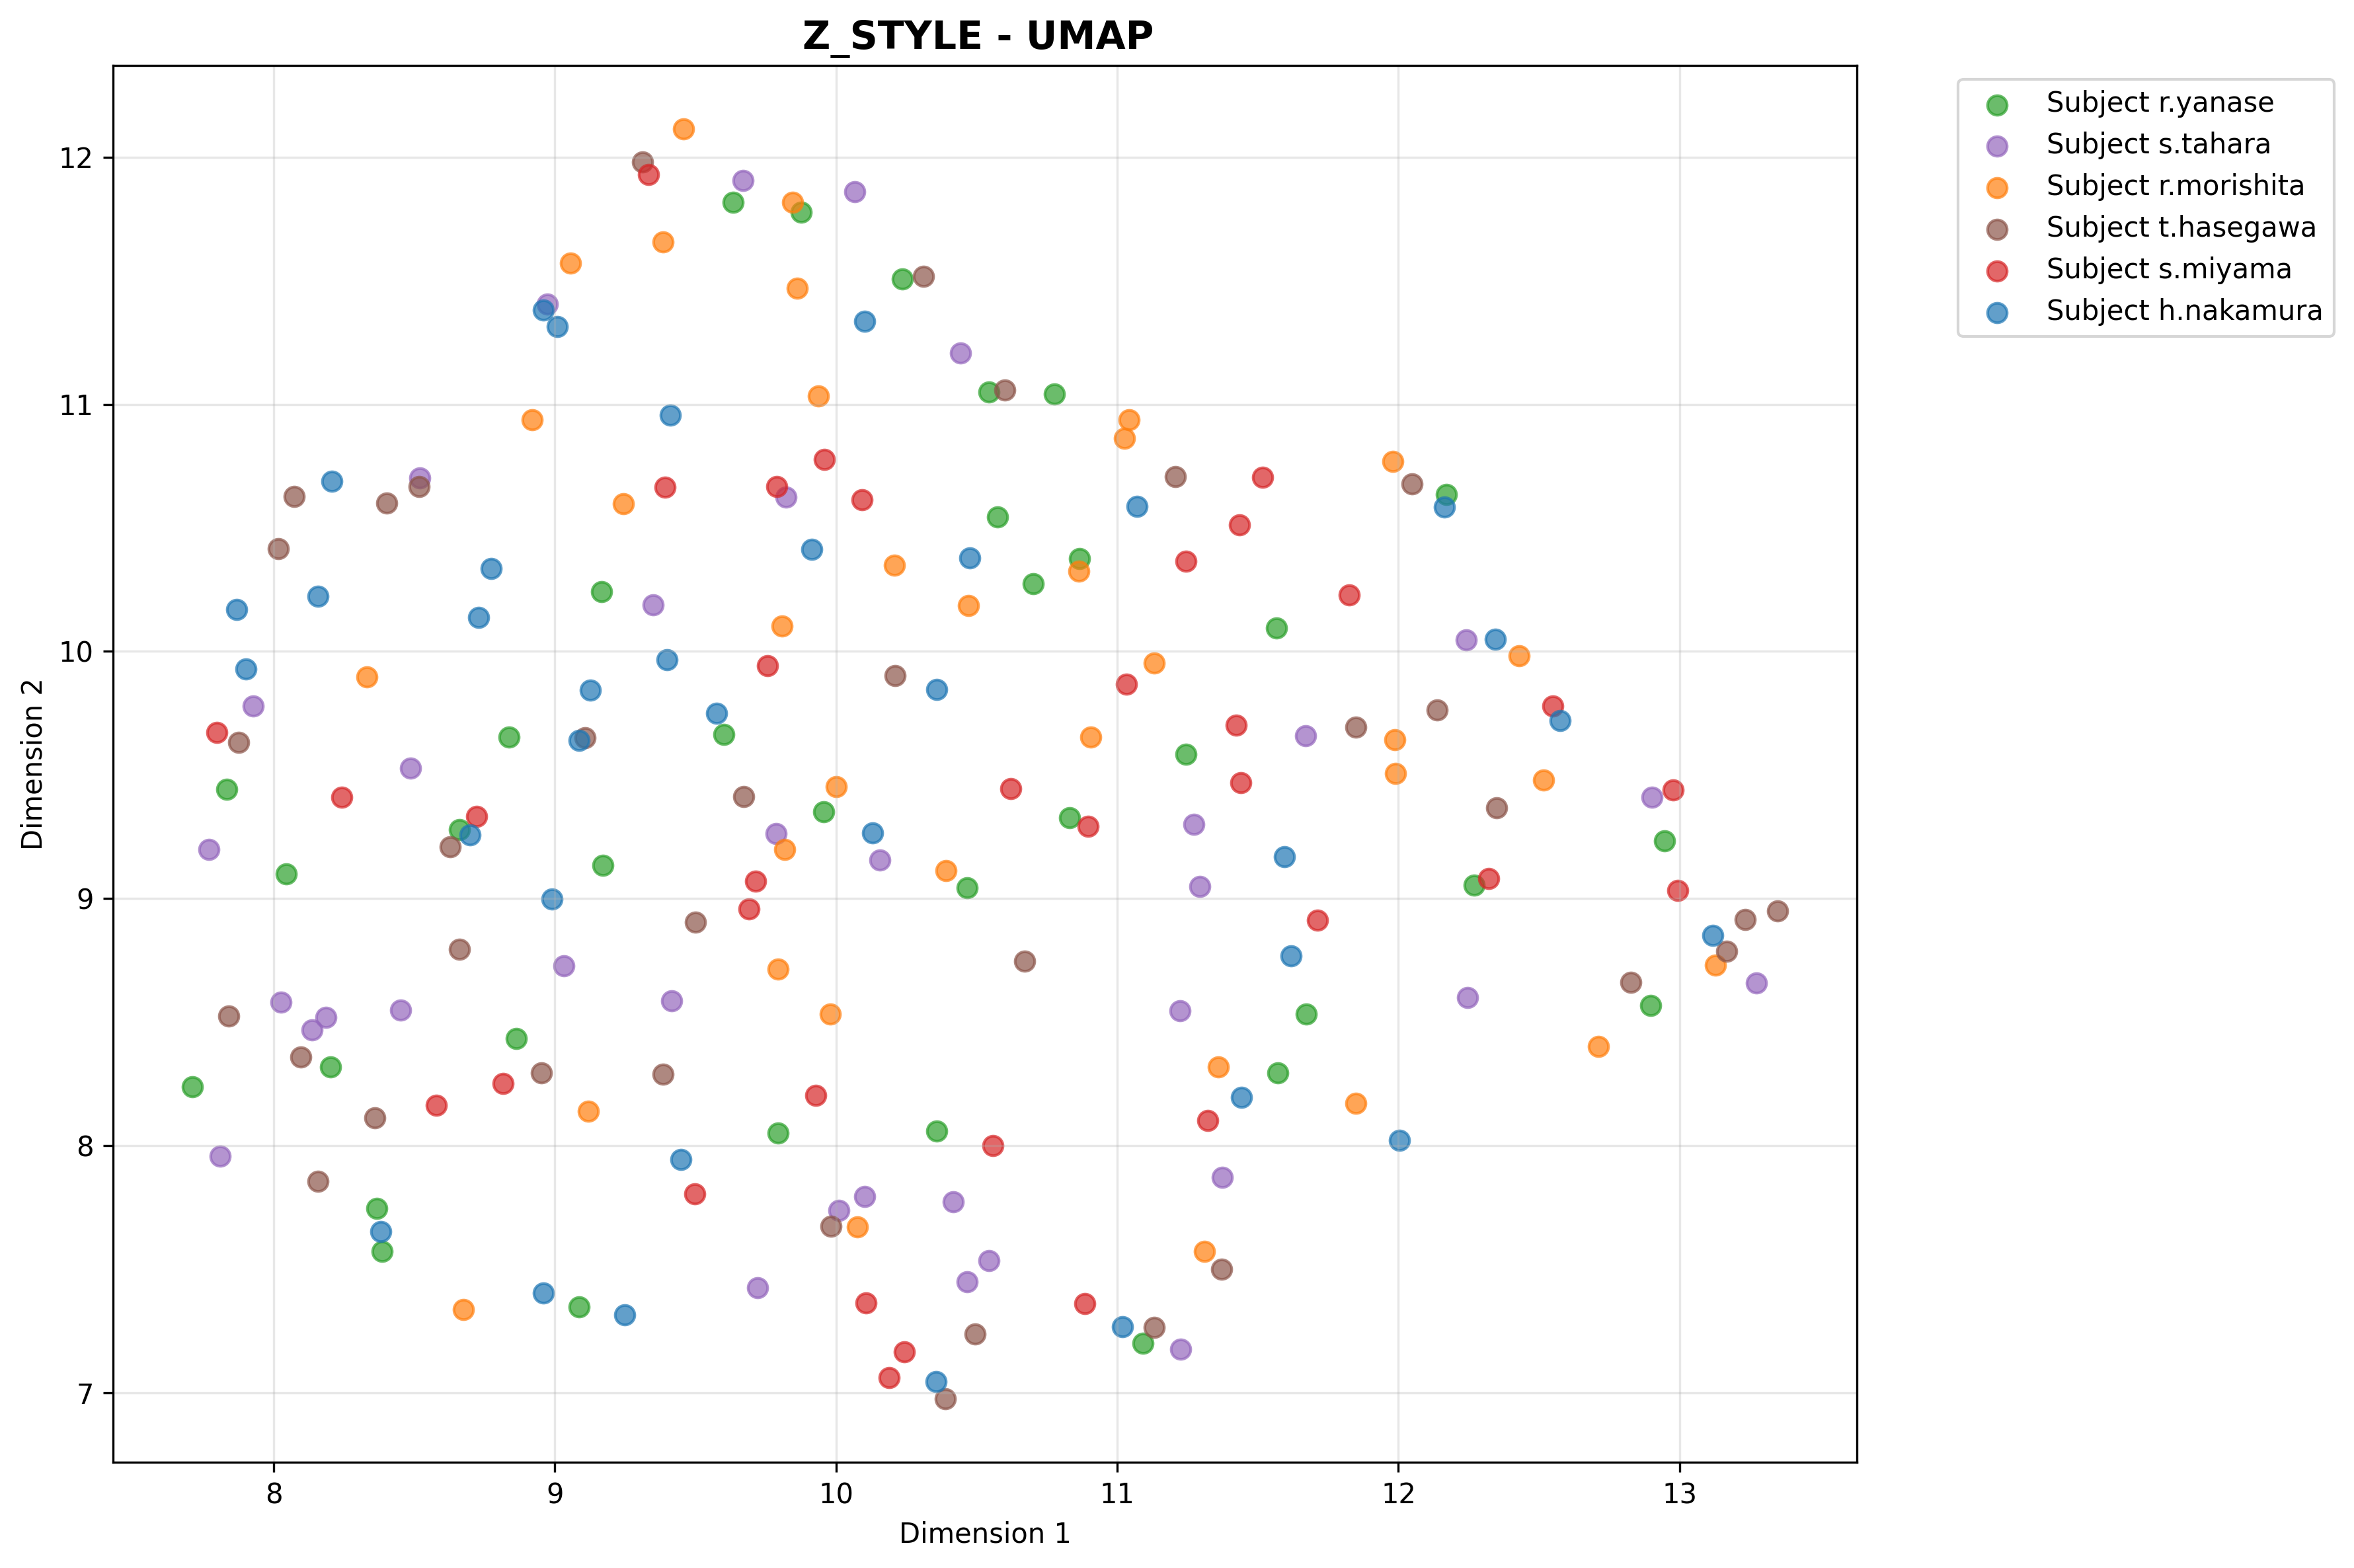 Z_STYLE - UMAP
Subject r.yanase
Subject s.tahara
Subject r.morishita
Subject t.hasegawa
Subject s.miyama
Subject h.nakamura
Dimension 2
12
11
10
9
8
7
8
9
10
11
12
13
Dimension 1